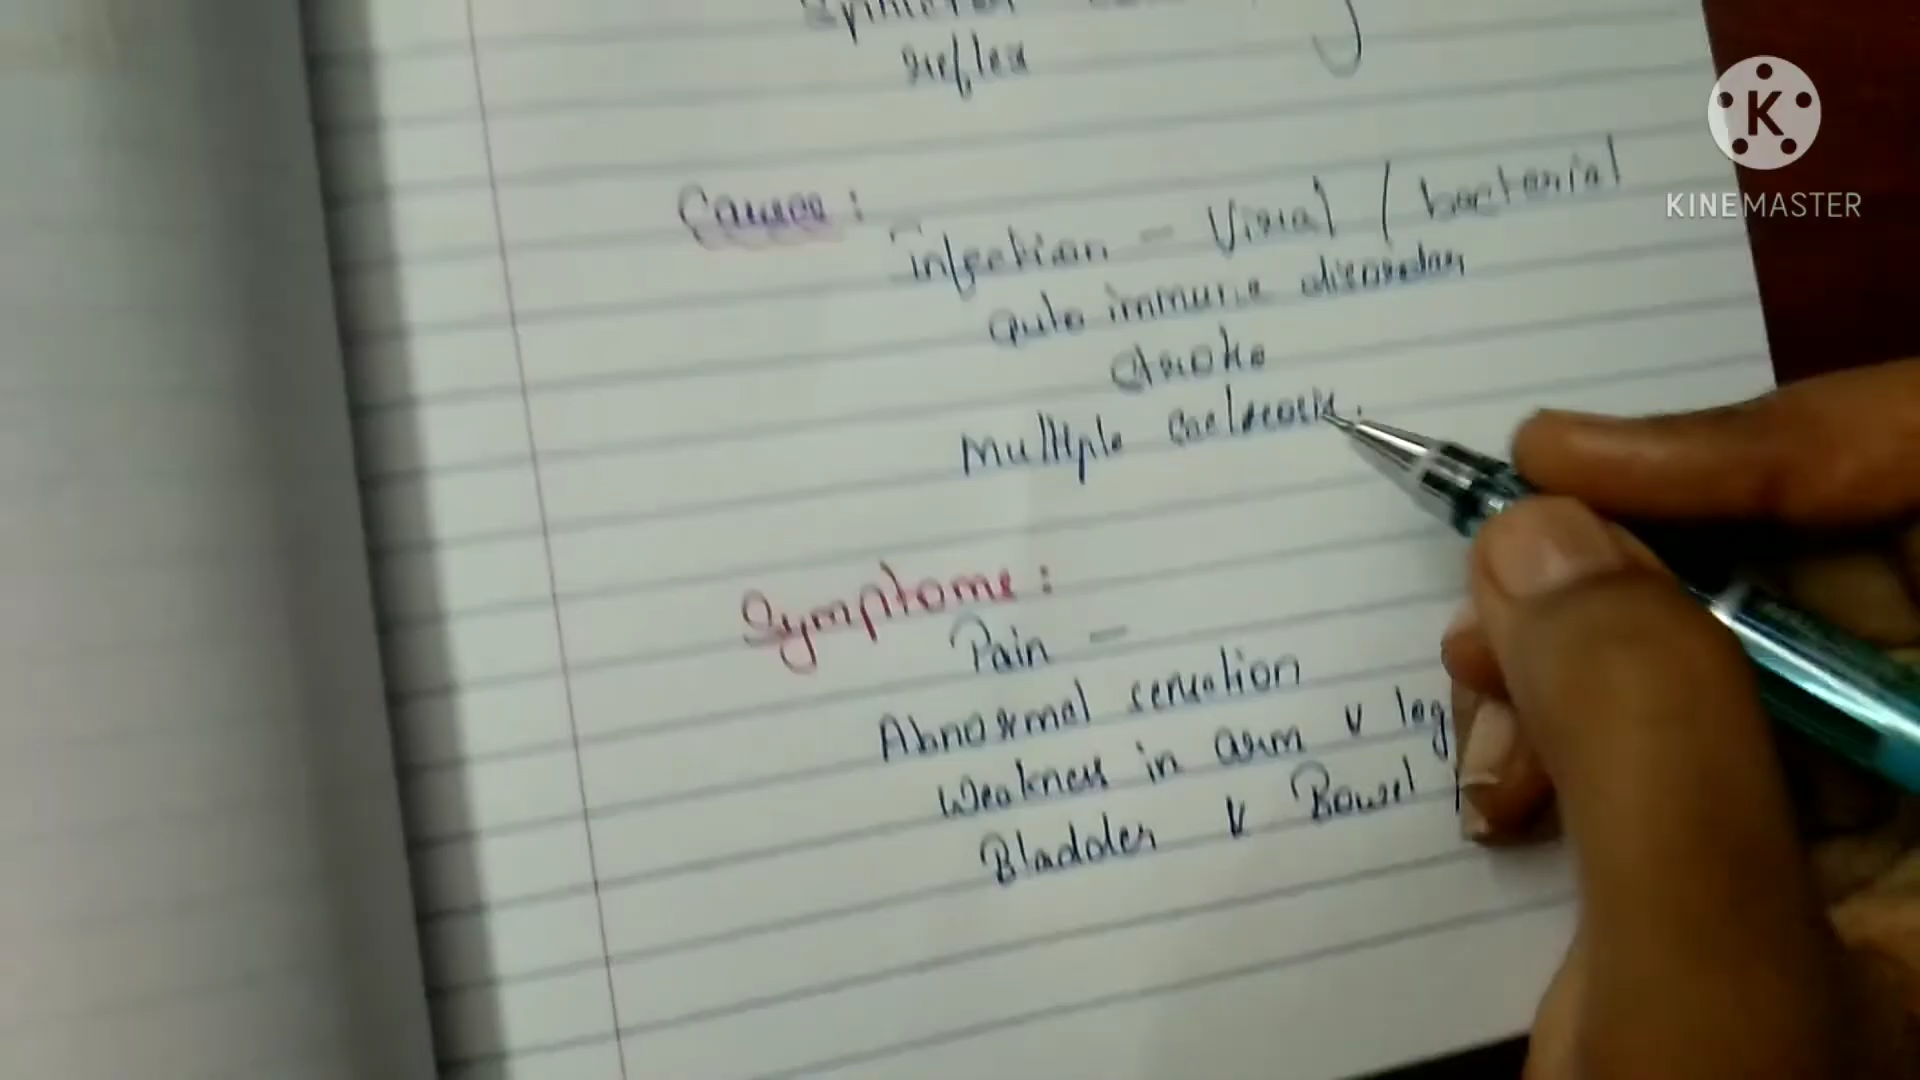 reflex
Causes :
infection - Viral / bacterial
auto immune disorder
Stroke
Multiple Sclerosis.
Symptoms :
Pain -
Abnormal sensation
Weakness in arm & leg
Bladder & Bowel
K
KINEMASTER